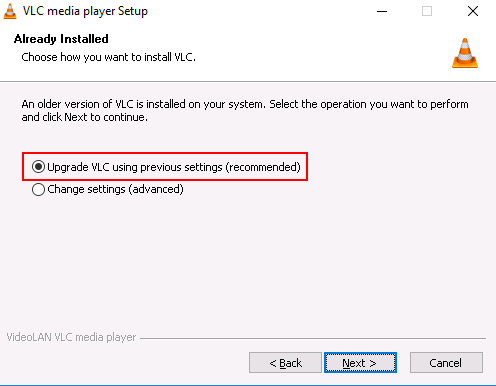 VLC media player Setup
Already Installed
Choose how you want to install VLC.
An older version of VLC is installed on your system. Select the operation you want to perform
and click Next to continue.
Upgrade VLC using previous settings (recommended)
Change settings (advanced)
VideoLAN VLC media player
< Back
Next >
Cancel